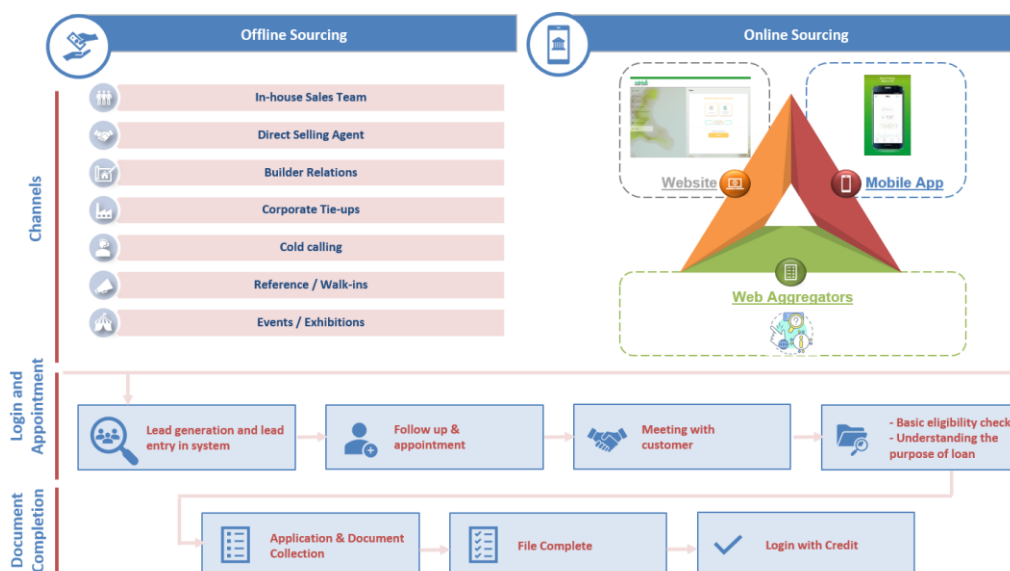 Offline Sourcing
Online Sourcing
Channels
In-house Sales Team
Direct Selling Agent
Builder Relations
Corporate Tie-ups
Cold calling
Reference / Walk-ins
Events / Exhibitions
Website
Mobile App
Web Aggregators
Login and
Appointment
Lead generation and lead
entry in system
Follow up &
appointment
Meeting with
customer
- Basic eligibility check
- Understanding the
purpose of loan
Document
Completion
Application & Document
Collection
File Complete
Login with Credit